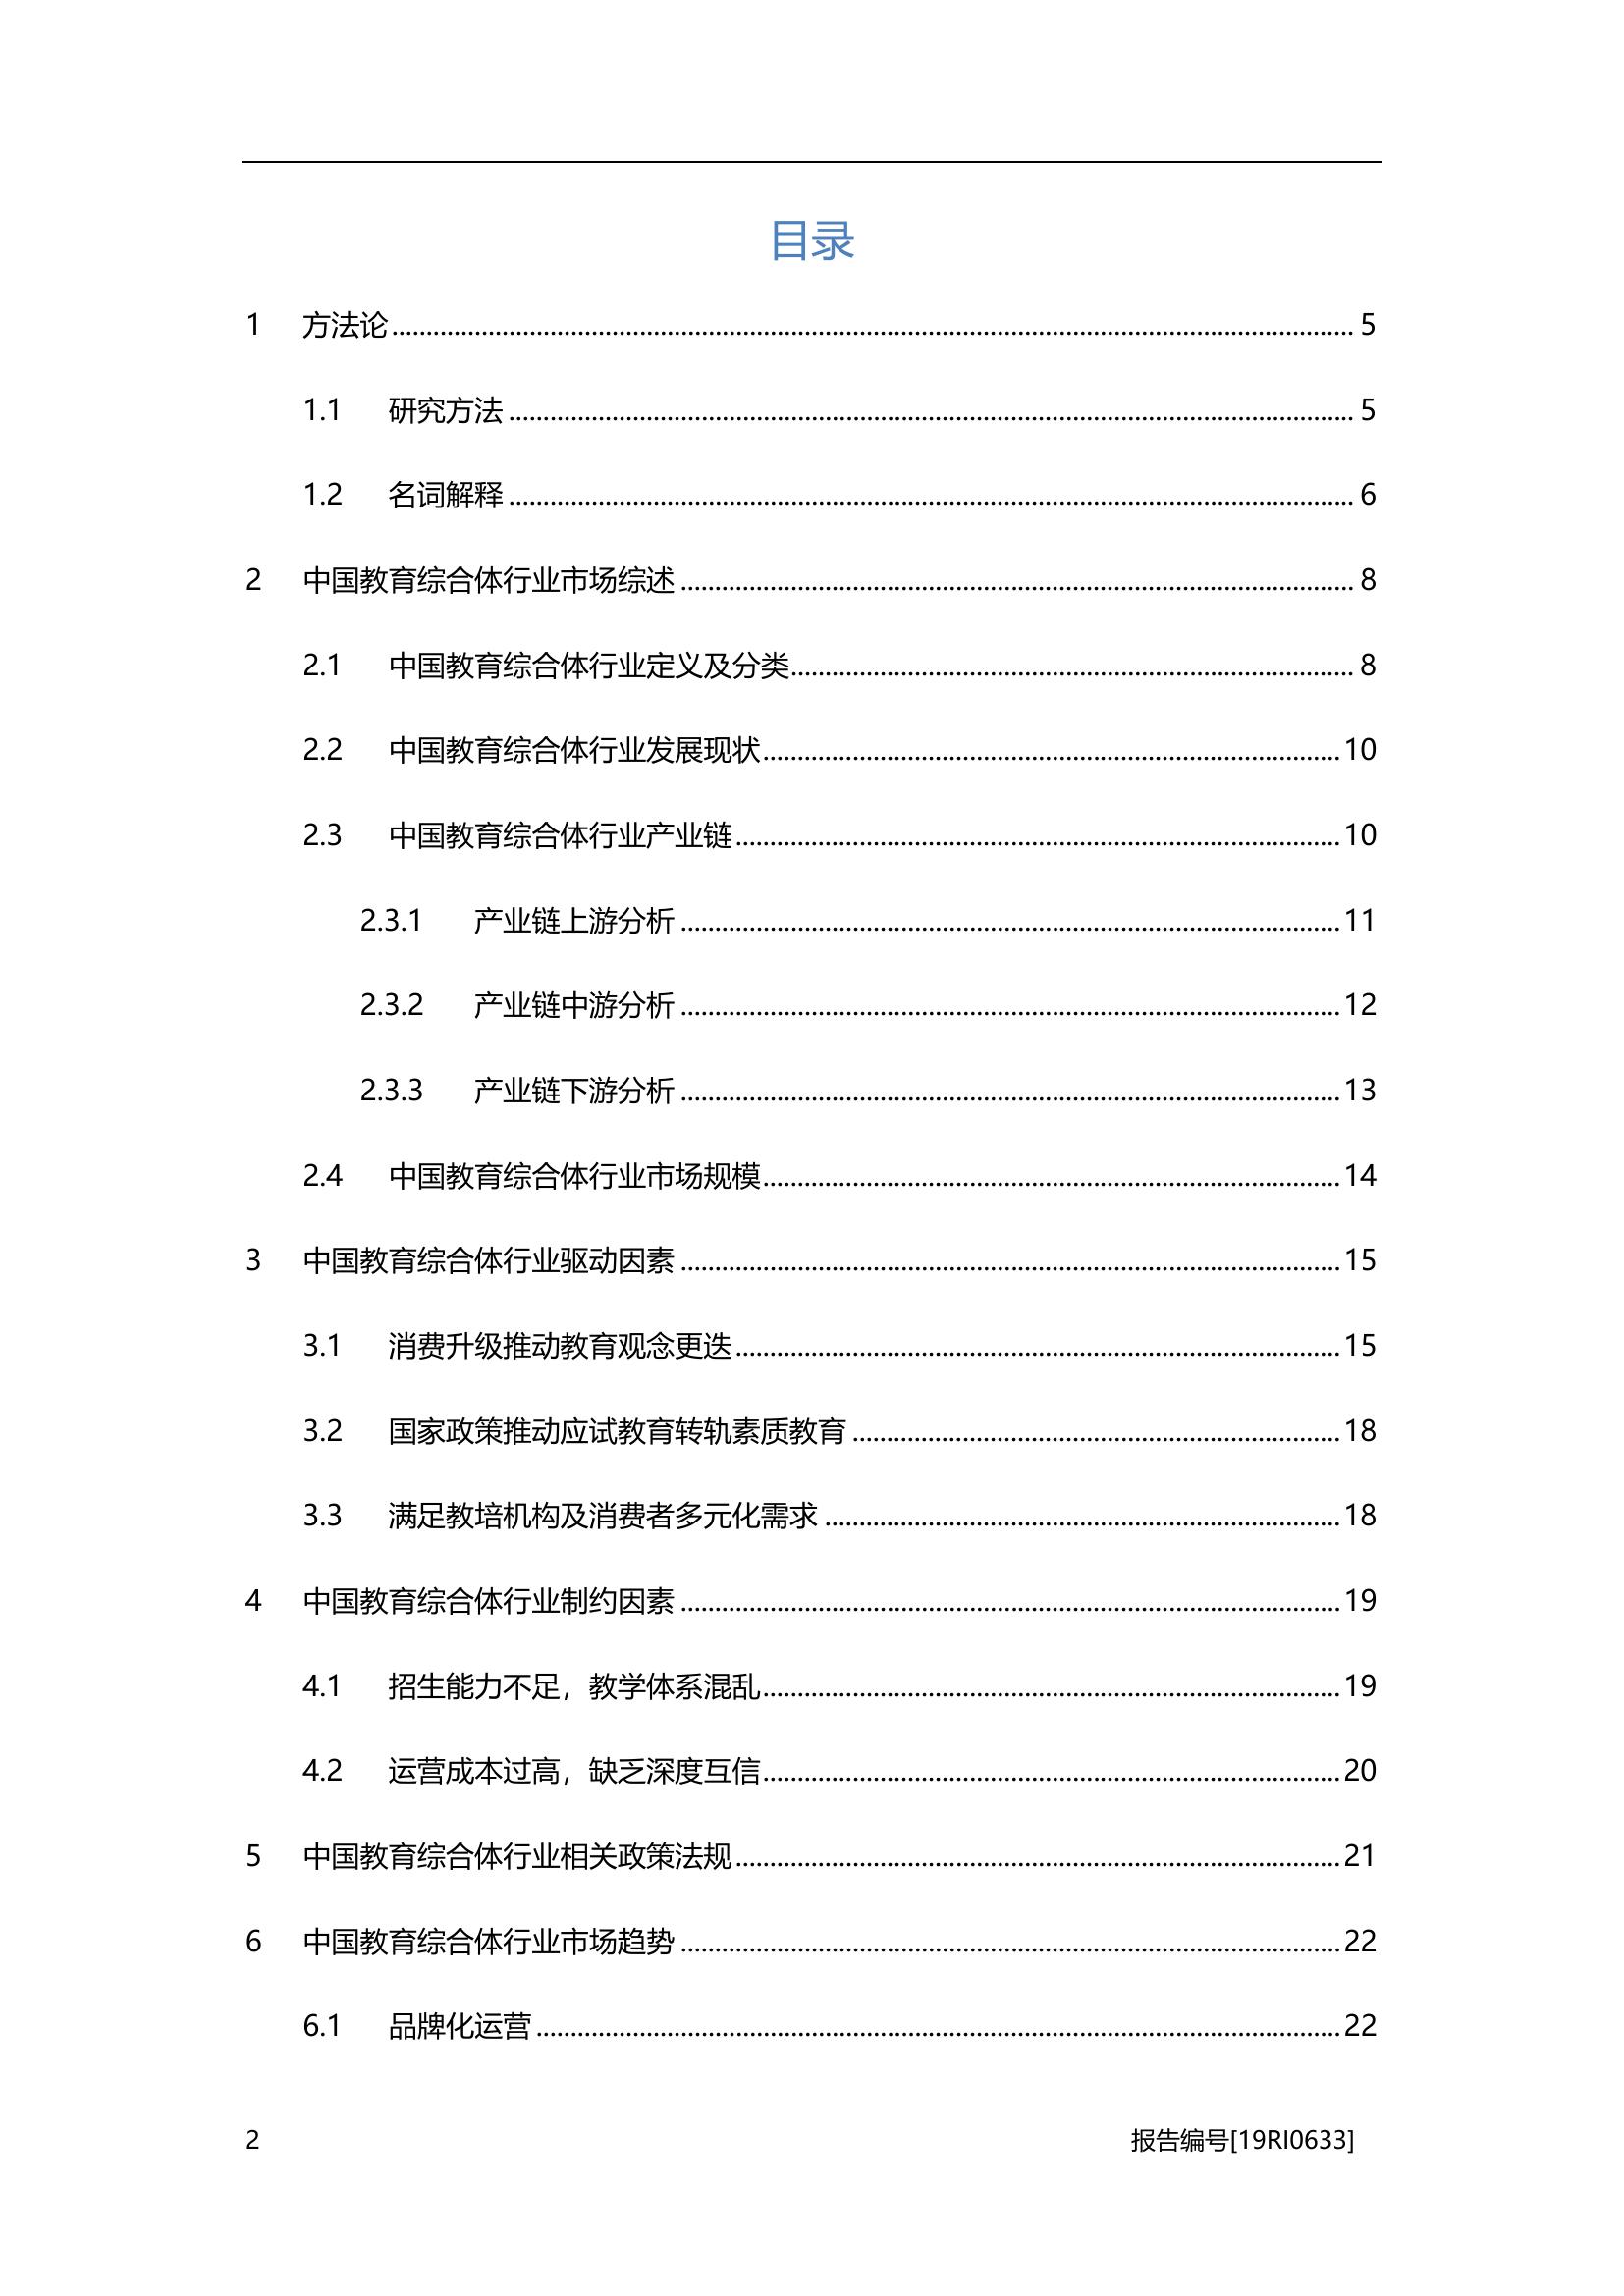 目录
1 方法论 ........ 5
1.1 研究方法 ........ 5
1.2 名词解释 ........ 6
2 中国教育综合体行业市场综述 ........ 8
2.1 中国教育综合体行业定义及分类 ........ 8
2.2 中国教育综合体行业发展现状 ........ 10
2.3 中国教育综合体行业产业链 ........ 10
2.3.1 产业链上游分析 ........ 11
2.3.2 产业链中游分析 ........ 12
2.3.3 产业链下游分析 ........ 13
2.4 中国教育综合体行业市场规模 ........ 14
3 中国教育综合体行业驱动因素 ........ 15
3.1 消费升级推动教育观念更迭 ........ 15
3.2 国家政策推动应试教育转轨素质教育 ........ 18
3.3 满足教培机构及消费者多元化需求 ........ 18
4 中国教育综合体行业制约因素 ........ 19
4.1 招生能力不足，教学体系混乱 ........ 19
4.2 运营成本过高，缺乏深度互信 ........ 20
5 中国教育综合体行业相关政策法规 ........ 21
6 中国教育综合体行业市场趋势 ........ 22
6.1 品牌化运营 ........ 22
2 报告编号[19RI0633]